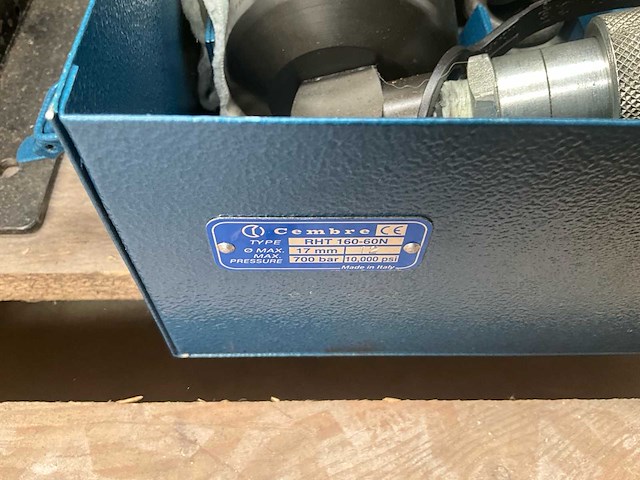 Cembre CE
TYPE RHT 160-60N
Ø MAX. 17 mm
MAX. PRESSURE 700 bar 10,000 psi
Made in Italy